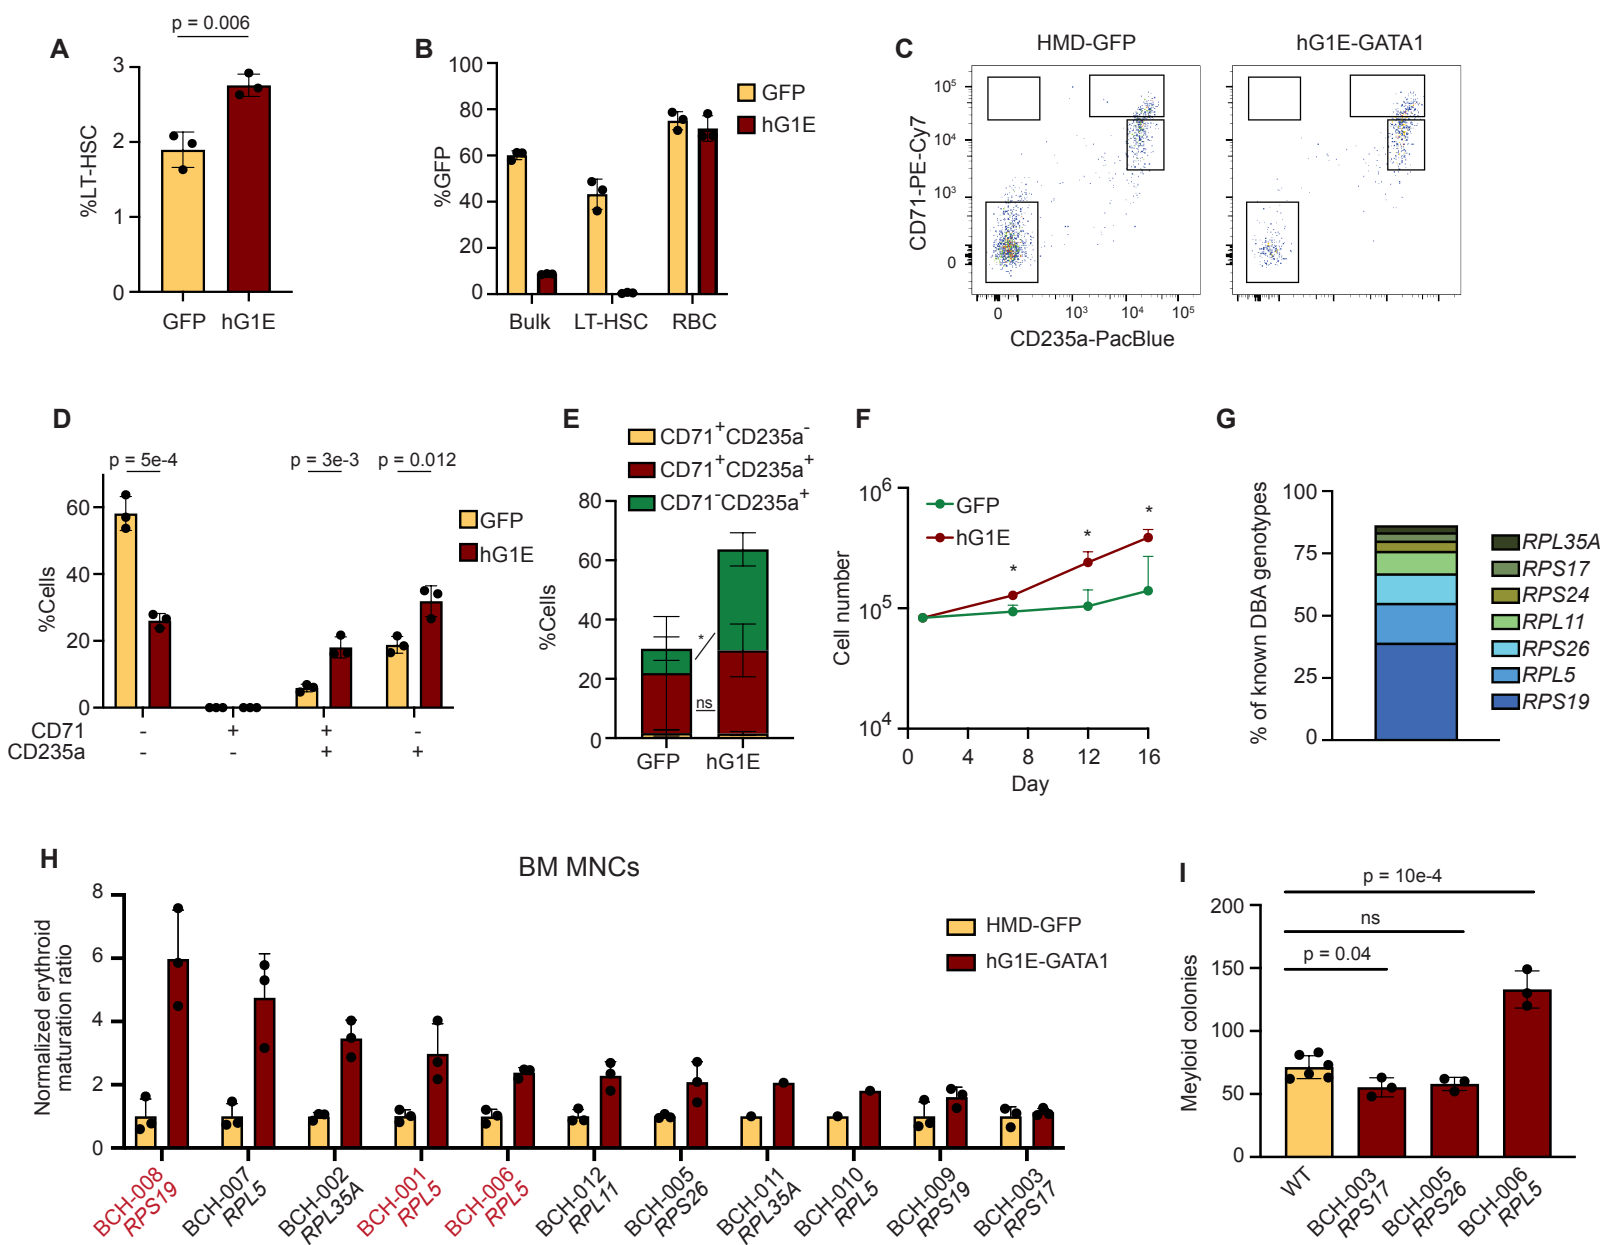 A
p = 0.006
%LT-HSC
3
2
1
0
GFP hG1E
B
%GFP
100
80
60
40
20
0
Bulk LT-HSC RBC
GFP
hG1E
C
HMD-GFP hG1E-GATA1
CD71-PE-Cy7
10⁵
10⁴
10³
0
0 10³ 10⁴ 10⁵
CD235a-PacBlue
D
p = 5e-4 p = 3e-3 p = 0.012
%Cells
60
40
20
0
GFP
hG1E
CD71 - + + -
CD235a - - + +
E
CD71⁺CD235a⁻
CD71⁺CD235a⁺
CD71⁻CD235a⁺
%Cells
80
60
40
20
0
*
ns
GFP hG1E
F
Cell number
10⁶
10⁵
10⁴
GFP
hG1E
* * *
0 4 8 12 16
Day
G
% of known DBA genotypes
100
75
50
25
0
RPL35A
RPS17
RPS24
RPL11
RPS26
RPL5
RPS19
H
BM MNCs
Normalized erythroid
maturation ratio
8
6
4
2
0
HMD-GFP
hG1E-GATA1
BCH-008
RPS19
BCH-007
RPL5
BCH-002
RPL35A
BCH-001
RPL5
BCH-006
RPL5
BCH-012
RPL11
BCH-005
RPS26
BCH-011
RPL35A
BCH-010
RPL5
BCH-009
RPS19
BCH-003
RPS17
I
p = 10e-4
ns
p = 0.04
Meyloid colonies
200
150
100
50
0
WT
BCH-003
RPS17
BCH-005
RPS26
BCH-006
RPL5